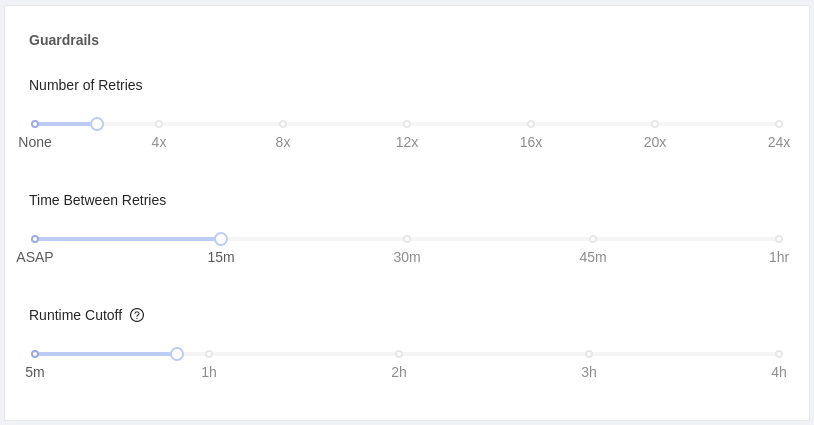 Guardrails
Number of Retries
None 4x 8x 12x 16x 20x 24x
Time Between Retries
ASAP 15m 30m 45m 1hr
Runtime Cutoff ?
5m 1h 2h 3h 4h